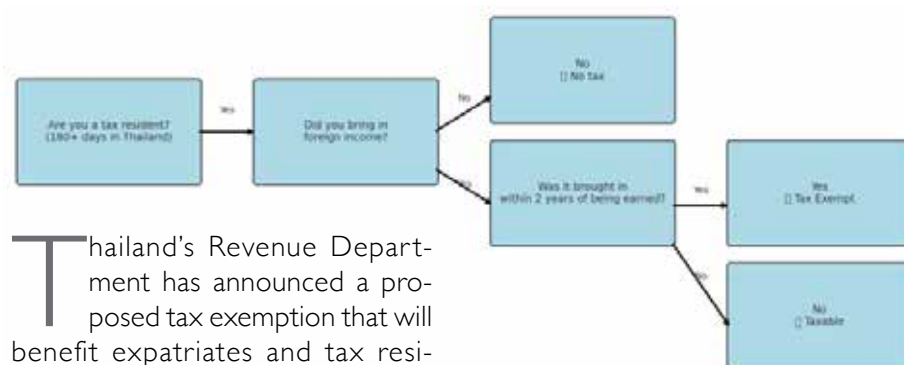 Are you a tax resident?
(180+ days in Thailand)
Yes
Did you bring in
foreign income?
No
No
▯ No tax
Yes
Was it brought in
within 2 years of being earned?
Yes
Yes
▯ Tax Exempt
No
No
▯ Taxable
Thailand's Revenue Depart-
ment has announced a pro-
posed tax exemption that will
benefit expatriates and tax resi-